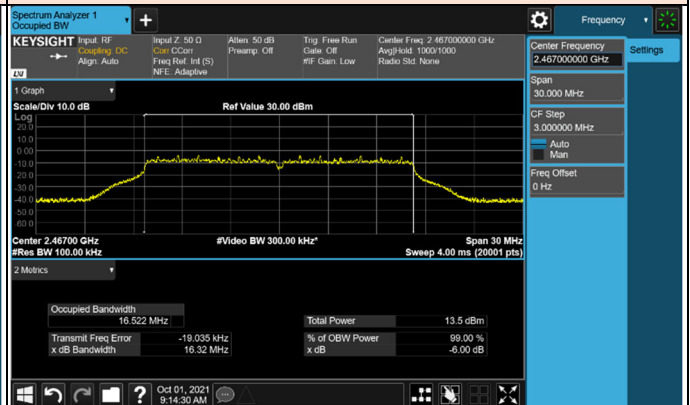 Spectrum Analyzer 1
Occupied BW
+
Frequency
KEYSIGHT
Input: RF
Coupling: DC
Align: Auto
Input Z: 50 Ω
Corr CCorr
Freq Ref: Int (S)
NFE: Adaptive
Atten: 50 dB
Preamp: Off
Trig: Free Run
Gate: Off
#IF Gain: Low
Center Freq: 2.467000000 GHz
Avg|Hold: 1000/1000
Radio Std: None
LXI
Center Frequency
2.467000000 GHz
Settings
Span
30.000 MHz
CF Step
3.000000 MHz
Auto
Man
Freq Offset
0 Hz
1 Graph
Scale/Div 10.0 dB
Ref Value 30.00 dBm
Log
20.0
10.0
0.00
-10.0
-20.0
-30.0
-40.0
-50.0
-60.0
Center 2.46700 GHz
#Video BW 300.00 kHz*
Span 30 MHz
#Res BW 100.00 kHz
Sweep 4.00 ms (20001 pts)
2 Metrics
Occupied Bandwidth
16.522 MHz
Total Power 13.5 dBm
Transmit Freq Error -19.035 kHz
% of OBW Power 99.00 %
x dB Bandwidth 16.32 MHz
x dB -6.00 dB
?
Oct 01, 2021
9:14:30 AM